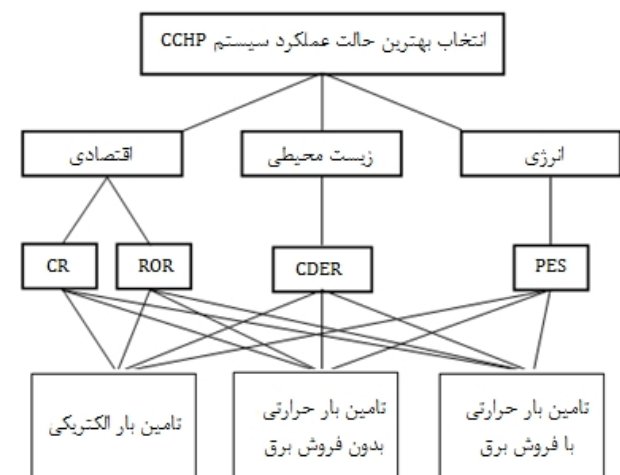 انتخاب بهترین حالت عملکرد سیستم CCHP
انرژی
زیست محیطی
اقتصادی
PES
CDER
ROR
CR
تامین بار حرارتی
با فروش برق
تامین بار حرارتی
بدون فروش برق
تامین بار الکتریکی